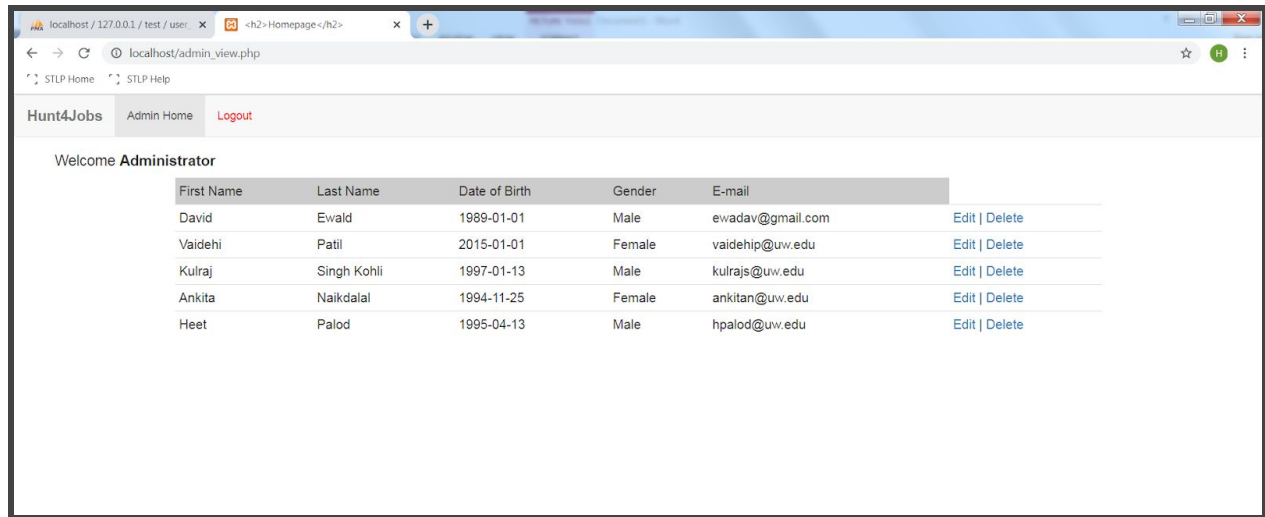 localhost / 127.0.0.1 / test / user_ <h2>Homepage</h2>
localhost/admin_view.php H
STLP Home STLP Help
Hunt4Jobs Admin Home Logout
Welcome Administrator
First Name Last Name Date of Birth Gender E-mail
David Ewald 1989-01-01 Male ewadav@gmail.com Edit | Delete
Vaidehi Patil 2015-01-01 Female vaidehip@uw.edu Edit | Delete
Kulraj Singh Kohli 1997-01-13 Male kulrajs@uw.edu Edit | Delete
Ankita Naikdalal 1994-11-25 Female ankitan@uw.edu Edit | Delete
Heet Palod 1995-04-13 Male hpalod@uw.edu Edit | Delete